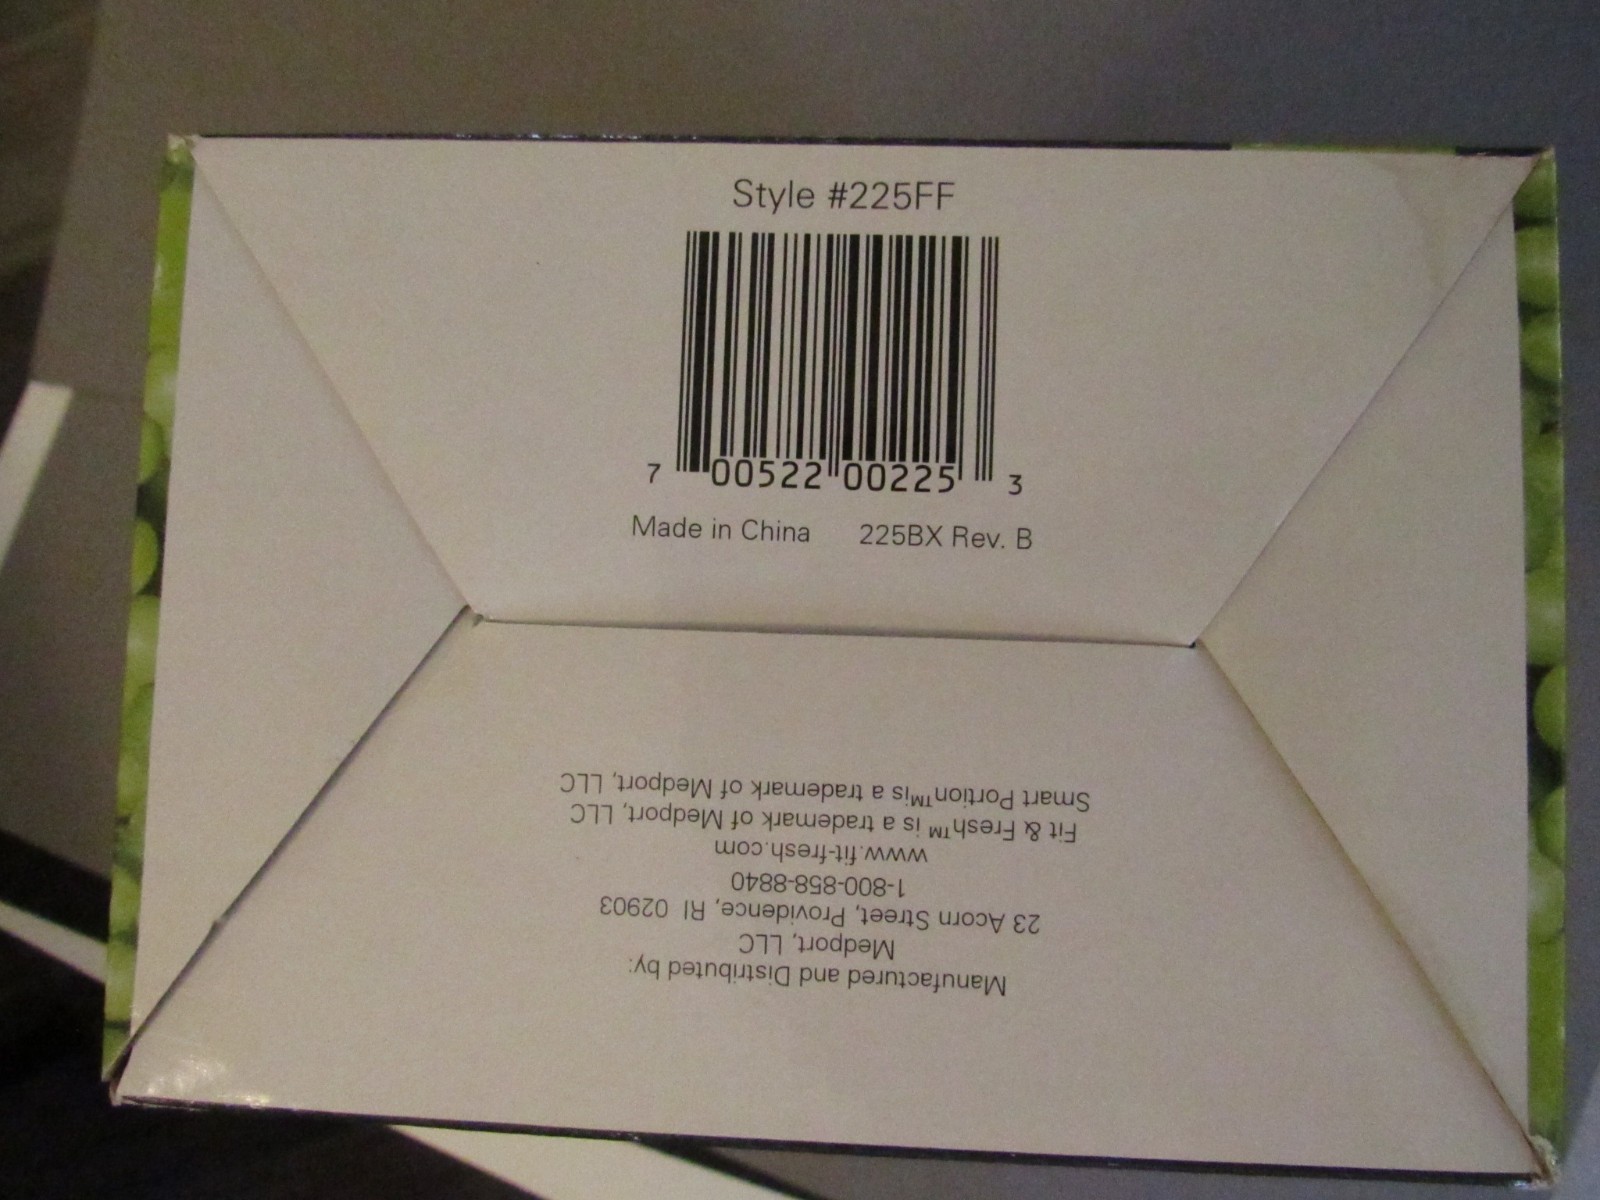 Style #225FF
7 00522 00225 3
Made in China 225BX Rev. B
Manufactured and Distributed by:
Medport, LLC
23 Acorn Street, Providence, RI 02903
1-800-858-8840
www.fit-fresh.com
Fit & Fresh™ is a trademark of Medport, LLC
Smart Portion™is a trademark of Medport, LLC